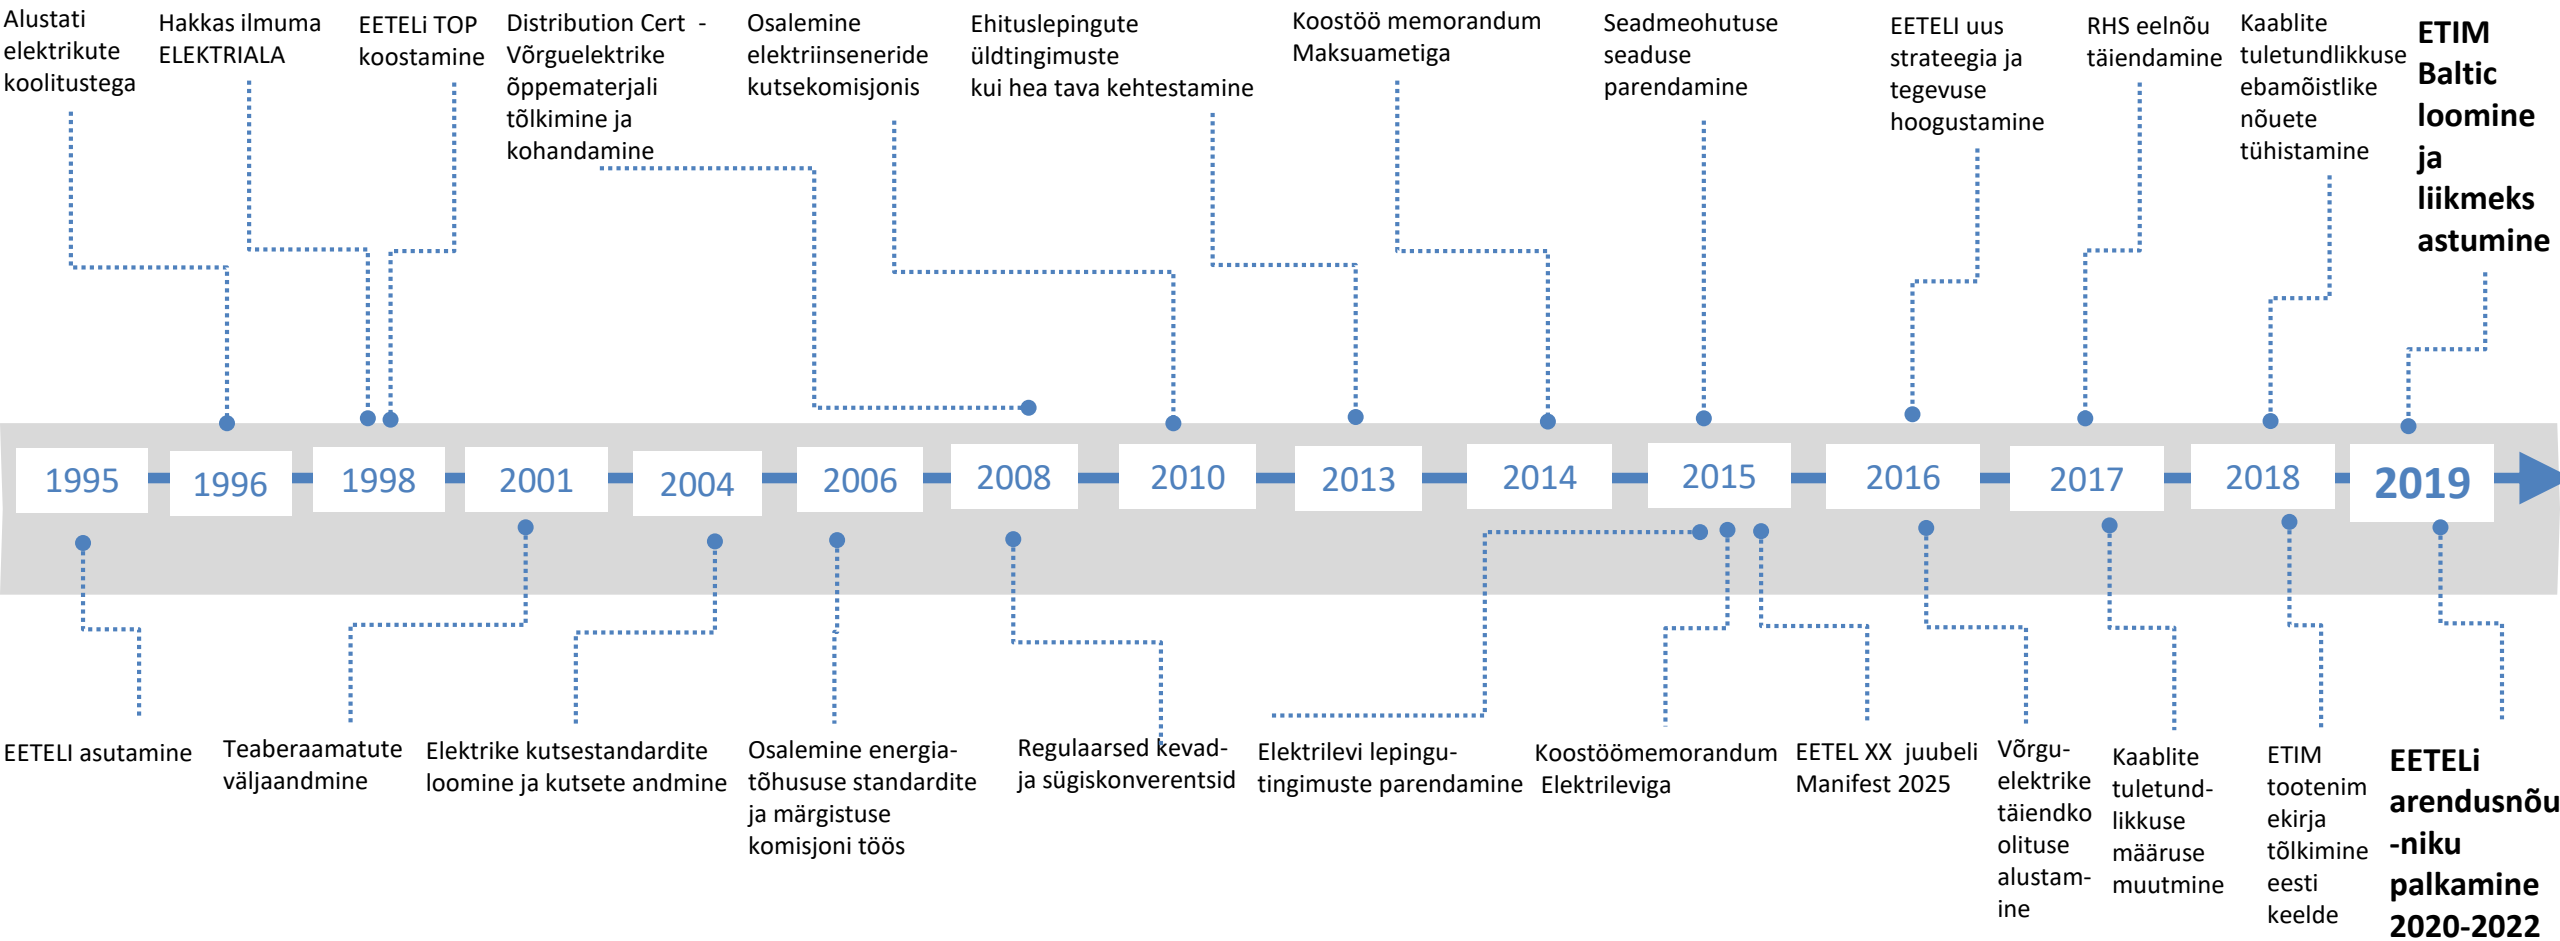 Alustati
elektrikute
koolitustega
Hakkas ilmuma
ELEKTRIALA
EETELi TOP
koostamine
Distribution Cert -
Võrguelektrike
õppematerjali
tõlkimine ja
kohandamine
Osalemine
elektriinseneride
kutsekomisjonis
Ehituslepingute
üldtingimuste
kui hea tava kehtestamine
Koostöö memorandum
Maksuametiga
Seadmeohutuse
seaduse
parendamine
EETELI uus
strateegia ja
tegevuse
hoogustamine
RHS eelnõu
täiendamine
Kaablite
tuletundlikkuse
ebamõistlike
nõuete
tühistamine
ETIM
Baltic
loomine
ja
liikmeks
astumine
1995
1996
1998
2001
2004
2006
2008
2010
2013
2014
2015
2016
2017
2018
2019
EETELI asutamine
Teaberaamatute
väljaandmine
Elektrike kutsestandardite
loomine ja kutsete andmine
Osalemine energia-
tõhususe standardite
ja märgistuse
komisjoni töös
Regulaarsed kevad-
ja sügiskonverentsid
Elektrilevi lepingu-
tingimuste parendamine
Koostöömemorandum
Elektrileviga
EETEL XX juubeli
Manifest 2025
Võrgu-
elektrike
täiendko
olituse
alustam-
ine
Kaablite
tuletund-
likkuse
määruse
muutmine
ETIM
tootenim
ekirja
tõlkimine
eesti
keelde
EETELi
arendusnõu
-niku
palkamine
2020-2022